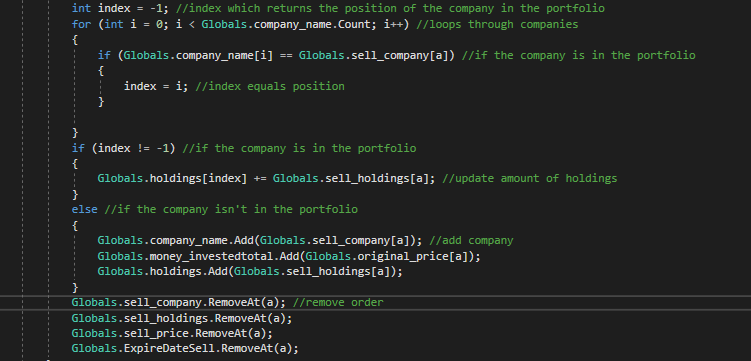 int index = -1; //index which returns the position of the company in the portfolio
for (int i = 0; i < Globals.company_name.Count; i++) //loops through companies
{
if (Globals.company_name[i] == Globals.sell_company[a]) //if the company is in the portfolio
{
index = i; //index equals position
}
}
if (index != -1) //if the company is in the portfolio
{
Globals.holdings[index] += Globals.sell_holdings[a]; //update amount of holdings
}
else //if the company isn't in the portfolio
{
Globals.company_name.Add(Globals.sell_company[a]); //add company
Globals.money_investedtotal.Add(Globals.original_price[a]);
Globals.holdings.Add(Globals.sell_holdings[a]);
}
Globals.sell_company.RemoveAt(a); //remove order
Globals.sell_holdings.RemoveAt(a);
Globals.sell_price.RemoveAt(a);
Globals.ExpireDateSell.RemoveAt(a);